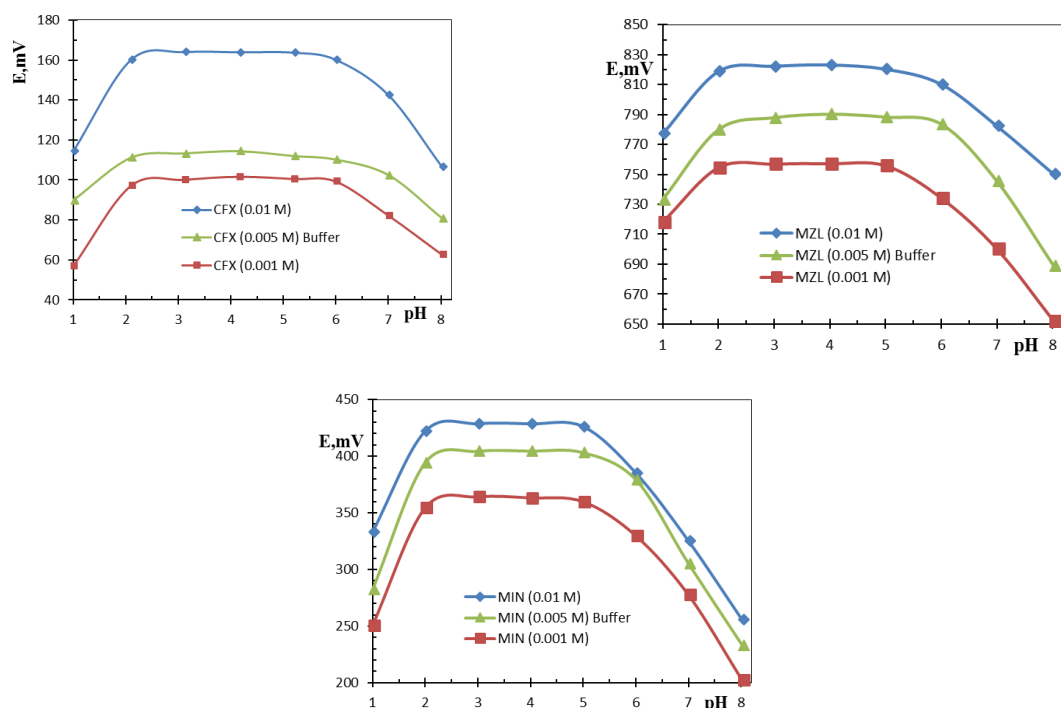 180
160
140
120
100
80
60
40
E,mV
CFX (0.01 M)
CFX (0.005 M) Buffer
CFX (0.001 M)
1 2 3 4 5 6 7 8
pH
850
830
810
790
770
750
730
710
690
670
650
E,mV
MZL (0.01 M)
MZL (0.005 M) Buffer
MZL (0.001 M)
1 2 3 4 5 6 7 8
pH
450
400
350
300
250
200
E,mV
MIN (0.01 M)
MIN (0.005 M) Buffer
MIN (0.001 M)
1 2 3 4 5 6 7 8
pH